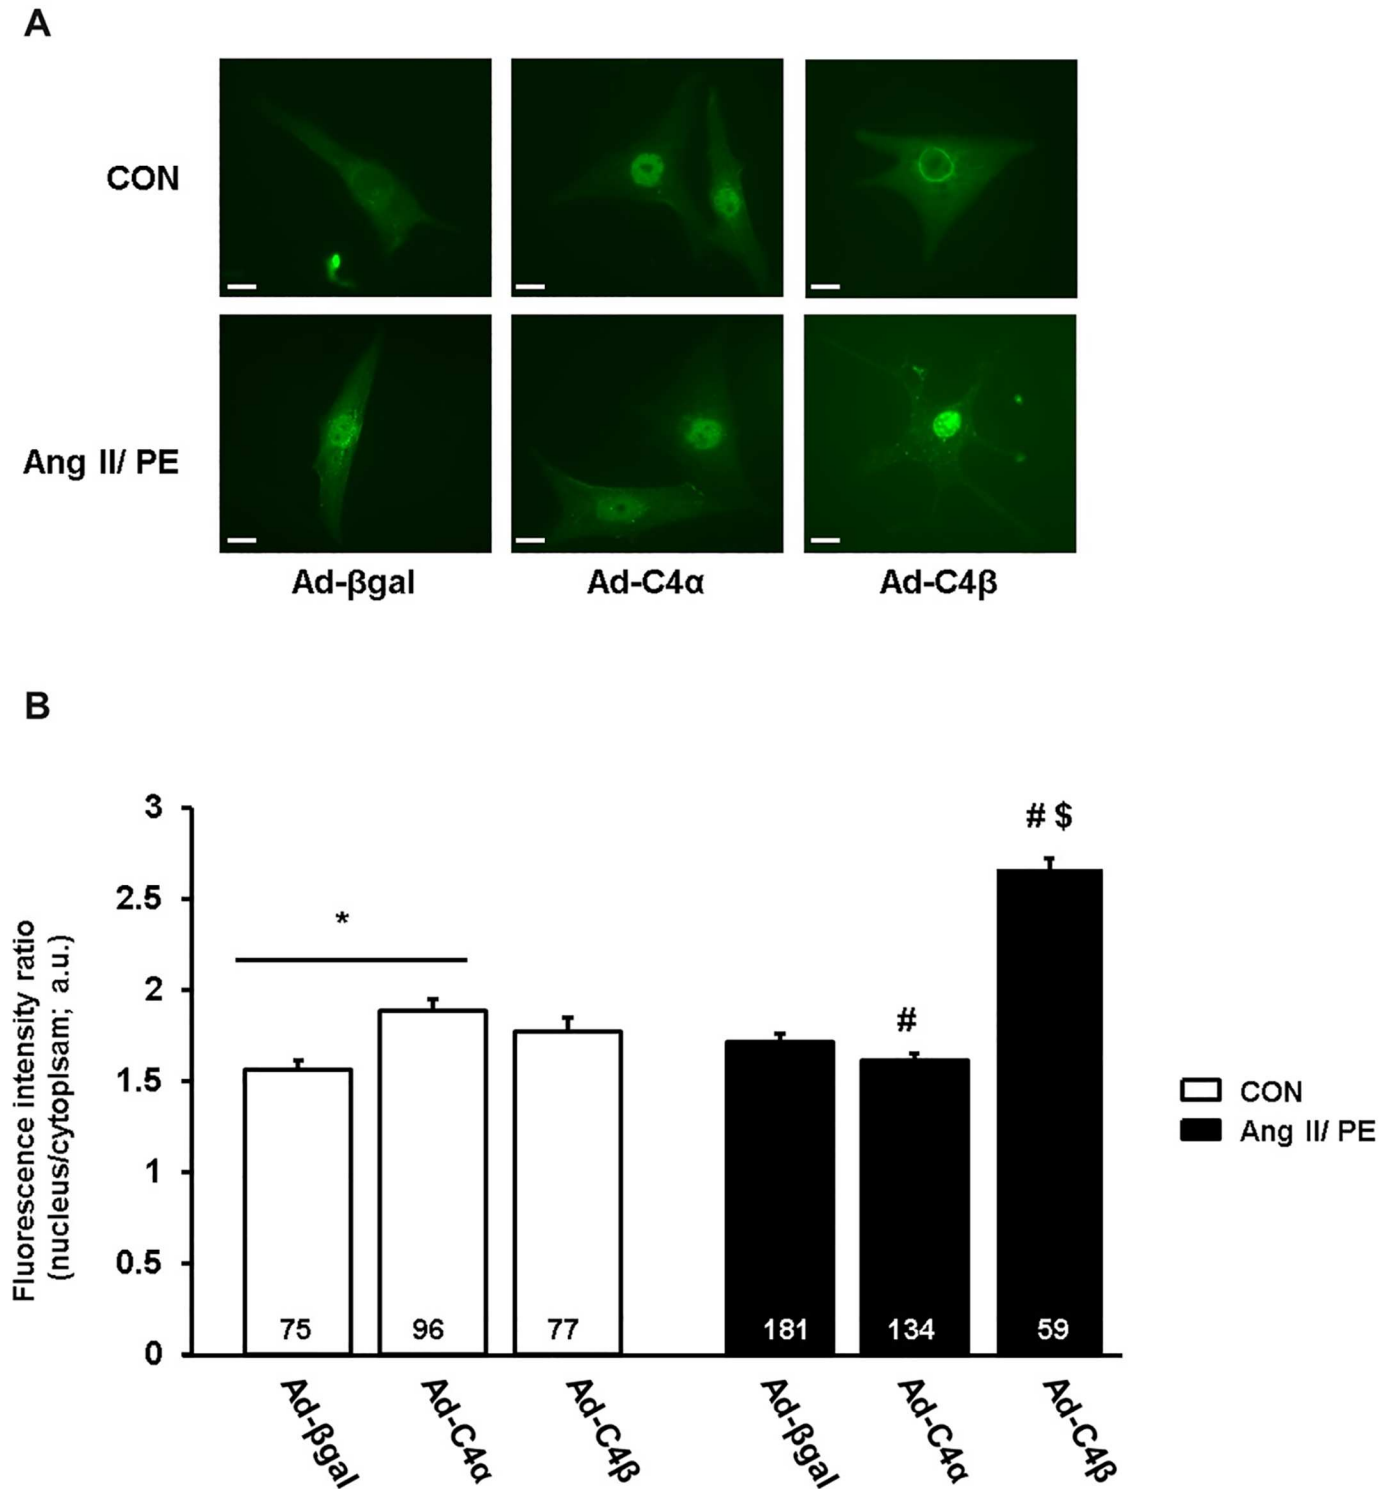 A
CON
Ang II/ PE
Ad-βgal
Ad-C4α
Ad-C4β
B
Fluorescence intensity ratio
(nucleus/cytoplsam; a.u.)
3
2.5
2
1.5
1
0.5
0
*
#
# $
75
96
77
181
134
59
Ad-βgal
Ad-C4α
Ad-C4β
Ad-βgal
Ad-C4α
Ad-C4β
CON
Ang II/ PE